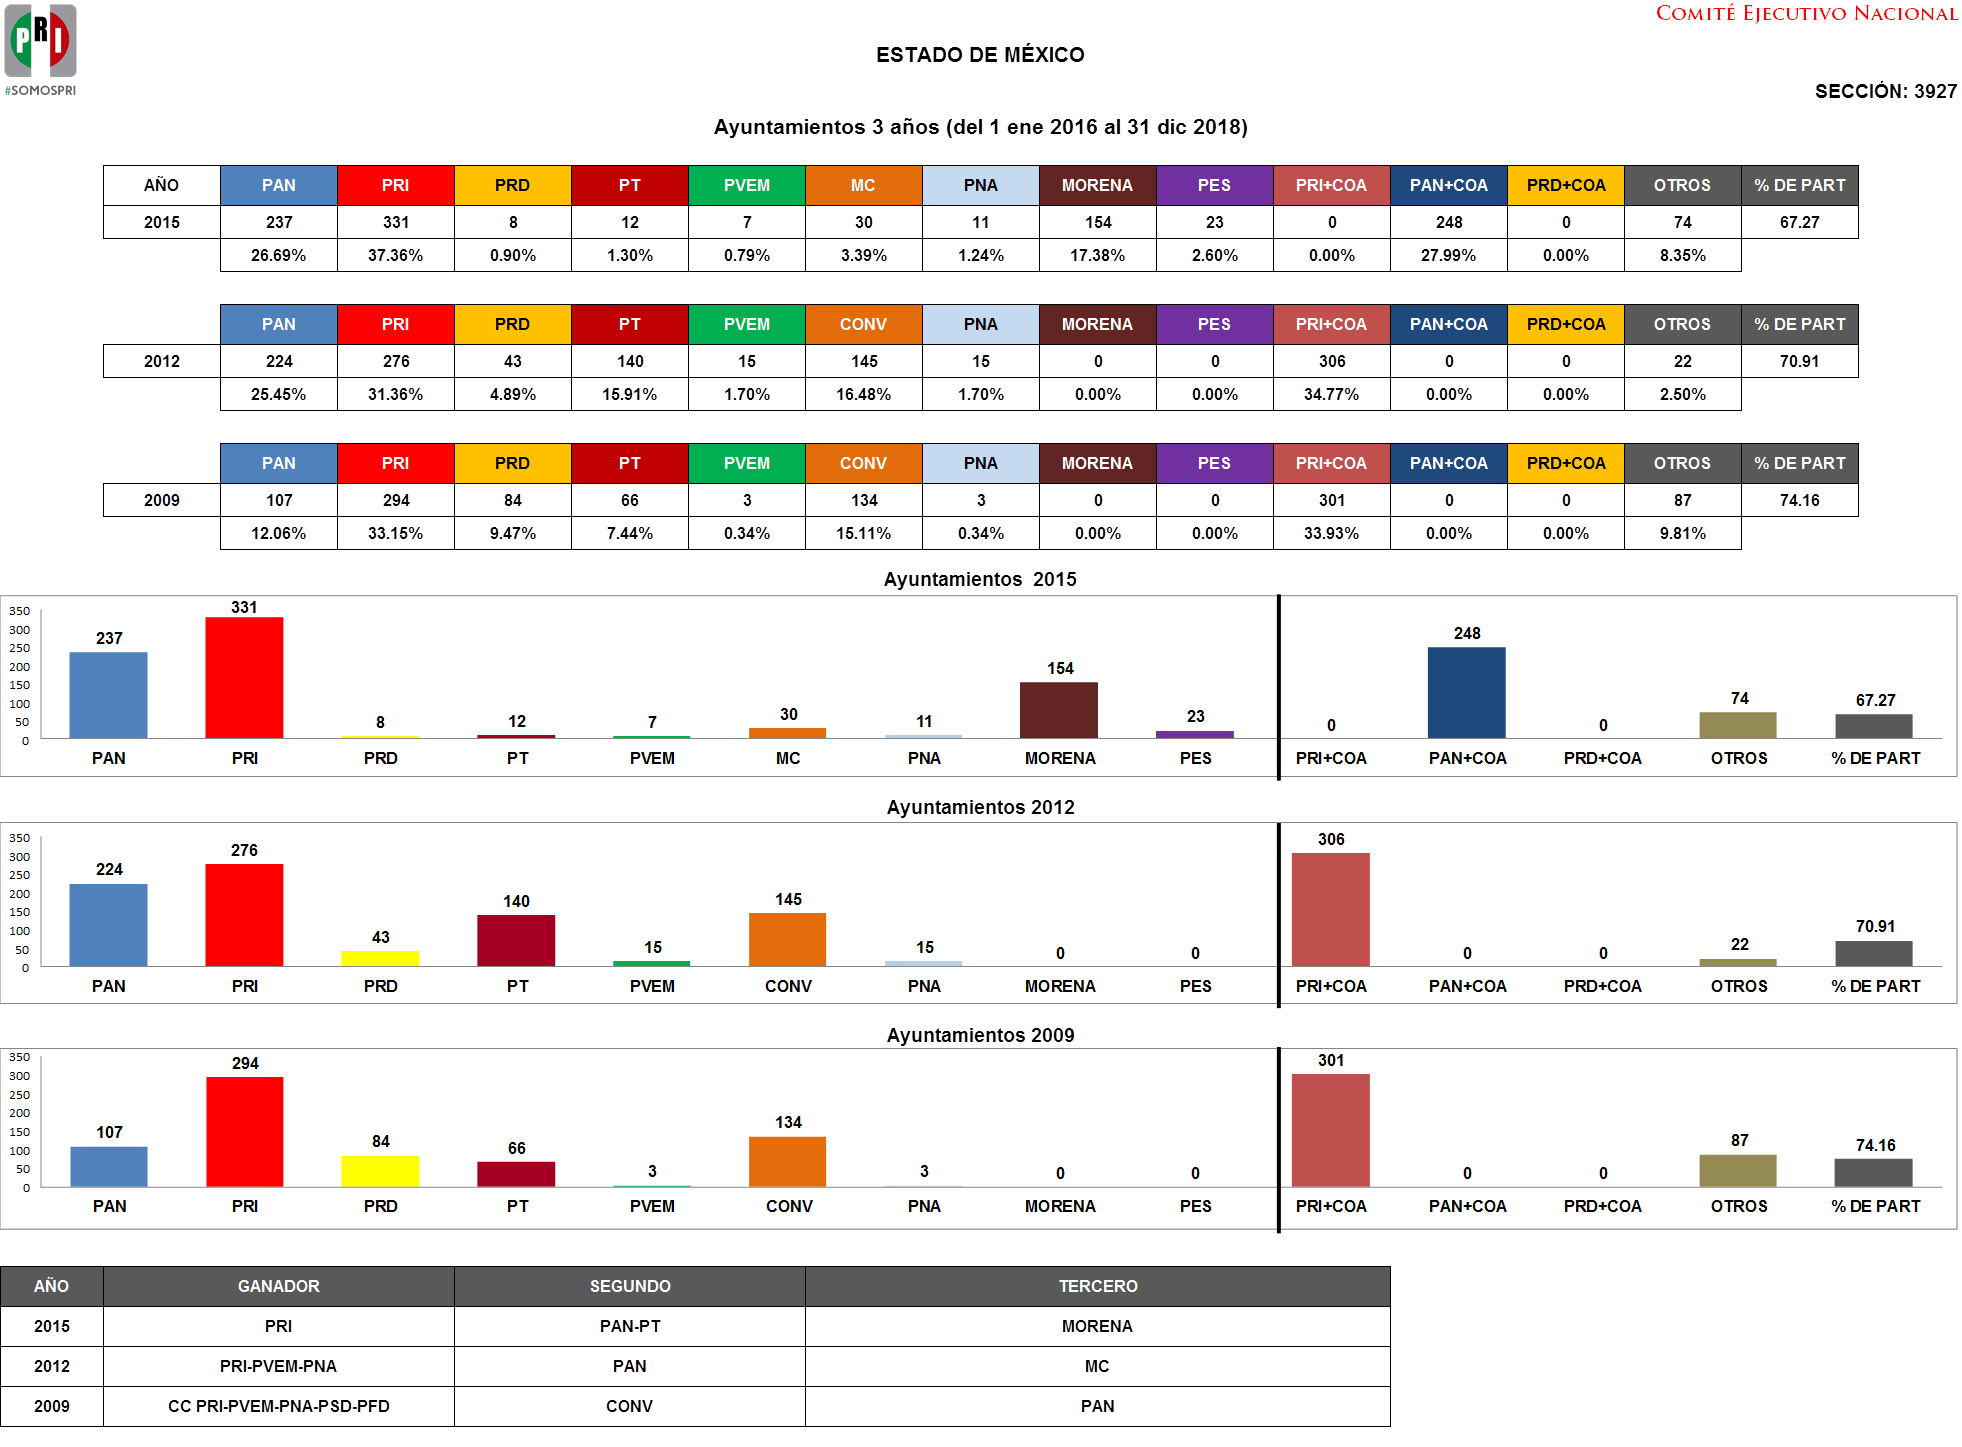 COMITÉ EJECUTIVO NACIONAL
PRI
#SOMOSPRI
ESTADO DE MÉXICO
SECCIÓN: 3927
Ayuntamientos 3 años (del 1 ene 2016 al 31 dic 2018)
AÑO PAN PRI PRD PT PVEM MC PNA MORENA PES PRI+COA PAN+COA PRD+COA OTROS % DE PART
2015 237 331 8 12 7 30 11 154 23 0 248 0 74 67.27
26.69% 37.36% 0.90% 1.30% 0.79% 3.39% 1.24% 17.38% 2.60% 0.00% 27.99% 0.00% 8.35%
PAN PRI PRD PT PVEM CONV PNA MORENA PES PRI+COA PAN+COA PRD+COA OTROS % DE PART
2012 224 276 43 140 15 145 15 0 0 306 0 0 22 70.91
25.45% 31.36% 4.89% 15.91% 1.70% 16.48% 1.70% 0.00% 0.00% 34.77% 0.00% 0.00% 2.50%
PAN PRI PRD PT PVEM CONV PNA MORENA PES PRI+COA PAN+COA PRD+COA OTROS % DE PART
2009 107 294 84 66 3 134 3 0 0 301 0 0 87 74.16
12.06% 33.15% 9.47% 7.44% 0.34% 15.11% 0.34% 0.00% 0.00% 33.93% 0.00% 0.00% 9.81%
Ayuntamientos 2015
350
300
250
200
150
100
50
0
237 331 8 12 7 30 11 154 23 0 248 0 74 67.27
PAN PRI PRD PT PVEM MC PNA MORENA PES PRI+COA PAN+COA PRD+COA OTROS % DE PART
Ayuntamientos 2012
350
300
250
200
150
100
50
0
224 276 43 140 15 145 15 0 0 306 0 0 22 70.91
PAN PRI PRD PT PVEM CONV PNA MORENA PES PRI+COA PAN+COA PRD+COA OTROS % DE PART
Ayuntamientos 2009
350
300
250
200
150
100
50
0
107 294 84 66 3 134 3 0 0 301 0 0 87 74.16
PAN PRI PRD PT PVEM CONV PNA MORENA PES PRI+COA PAN+COA PRD+COA OTROS % DE PART
AÑO GANADOR SEGUNDO TERCERO
2015 PRI PAN-PT MORENA
2012 PRI-PVEM-PNA PAN MC
2009 CC PRI-PVEM-PNA-PSD-PFD CONV PAN